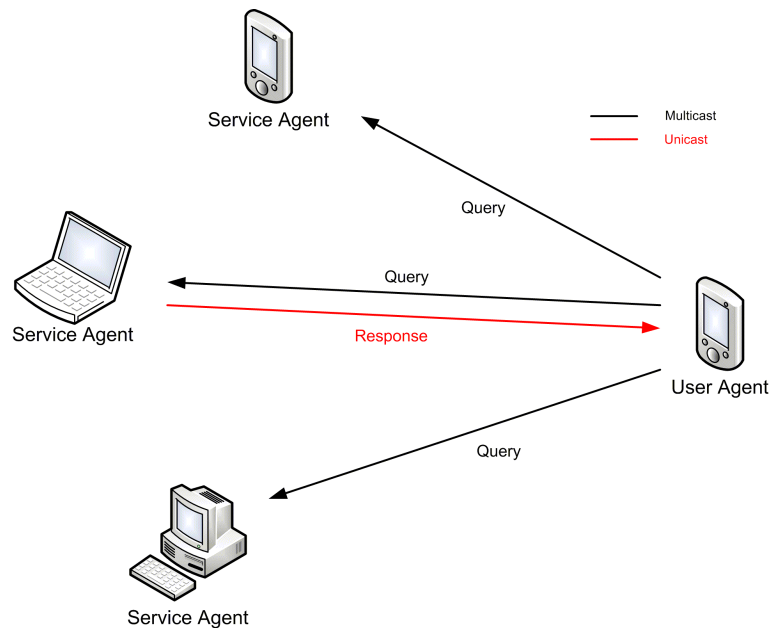 Service Agent
Multicast
Unicast
Query
Query
Service Agent
Response
User Agent
Query
Service Agent